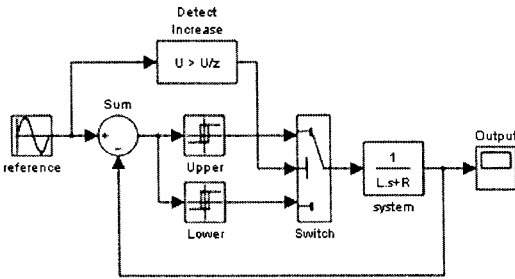 Detect
Increase
U > U/z
Sum
+
−
reference
Upper
Lower
Switch
1
L.s+R
system
Output